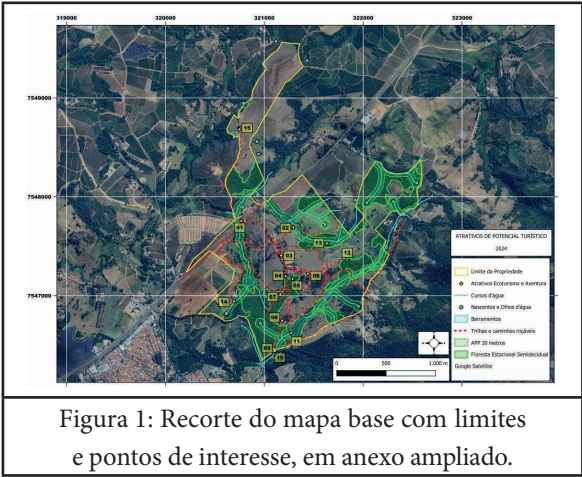 319000 320000 321000 322000 323000
7549000
15
7548000
01
02
13
03
12
04
06
05
7547000
07
14
08
11
09
10
ATRATIVOS DE POTENCIAL TURÍSTICO
2024
Limite da Propriedade
Atrativos Ecoturismo e Aventura
Cursos d'água
Nascentes e Olhos d'água
Barramentos
Trilhas e caminhos roçáveis
APP 30 metros
Floresta Estacional Semidecidual
Google Satellite
0 500 1.000 m
Figura 1: Recorte do mapa base com limites
e pontos de interesse, em anexo ampliado.